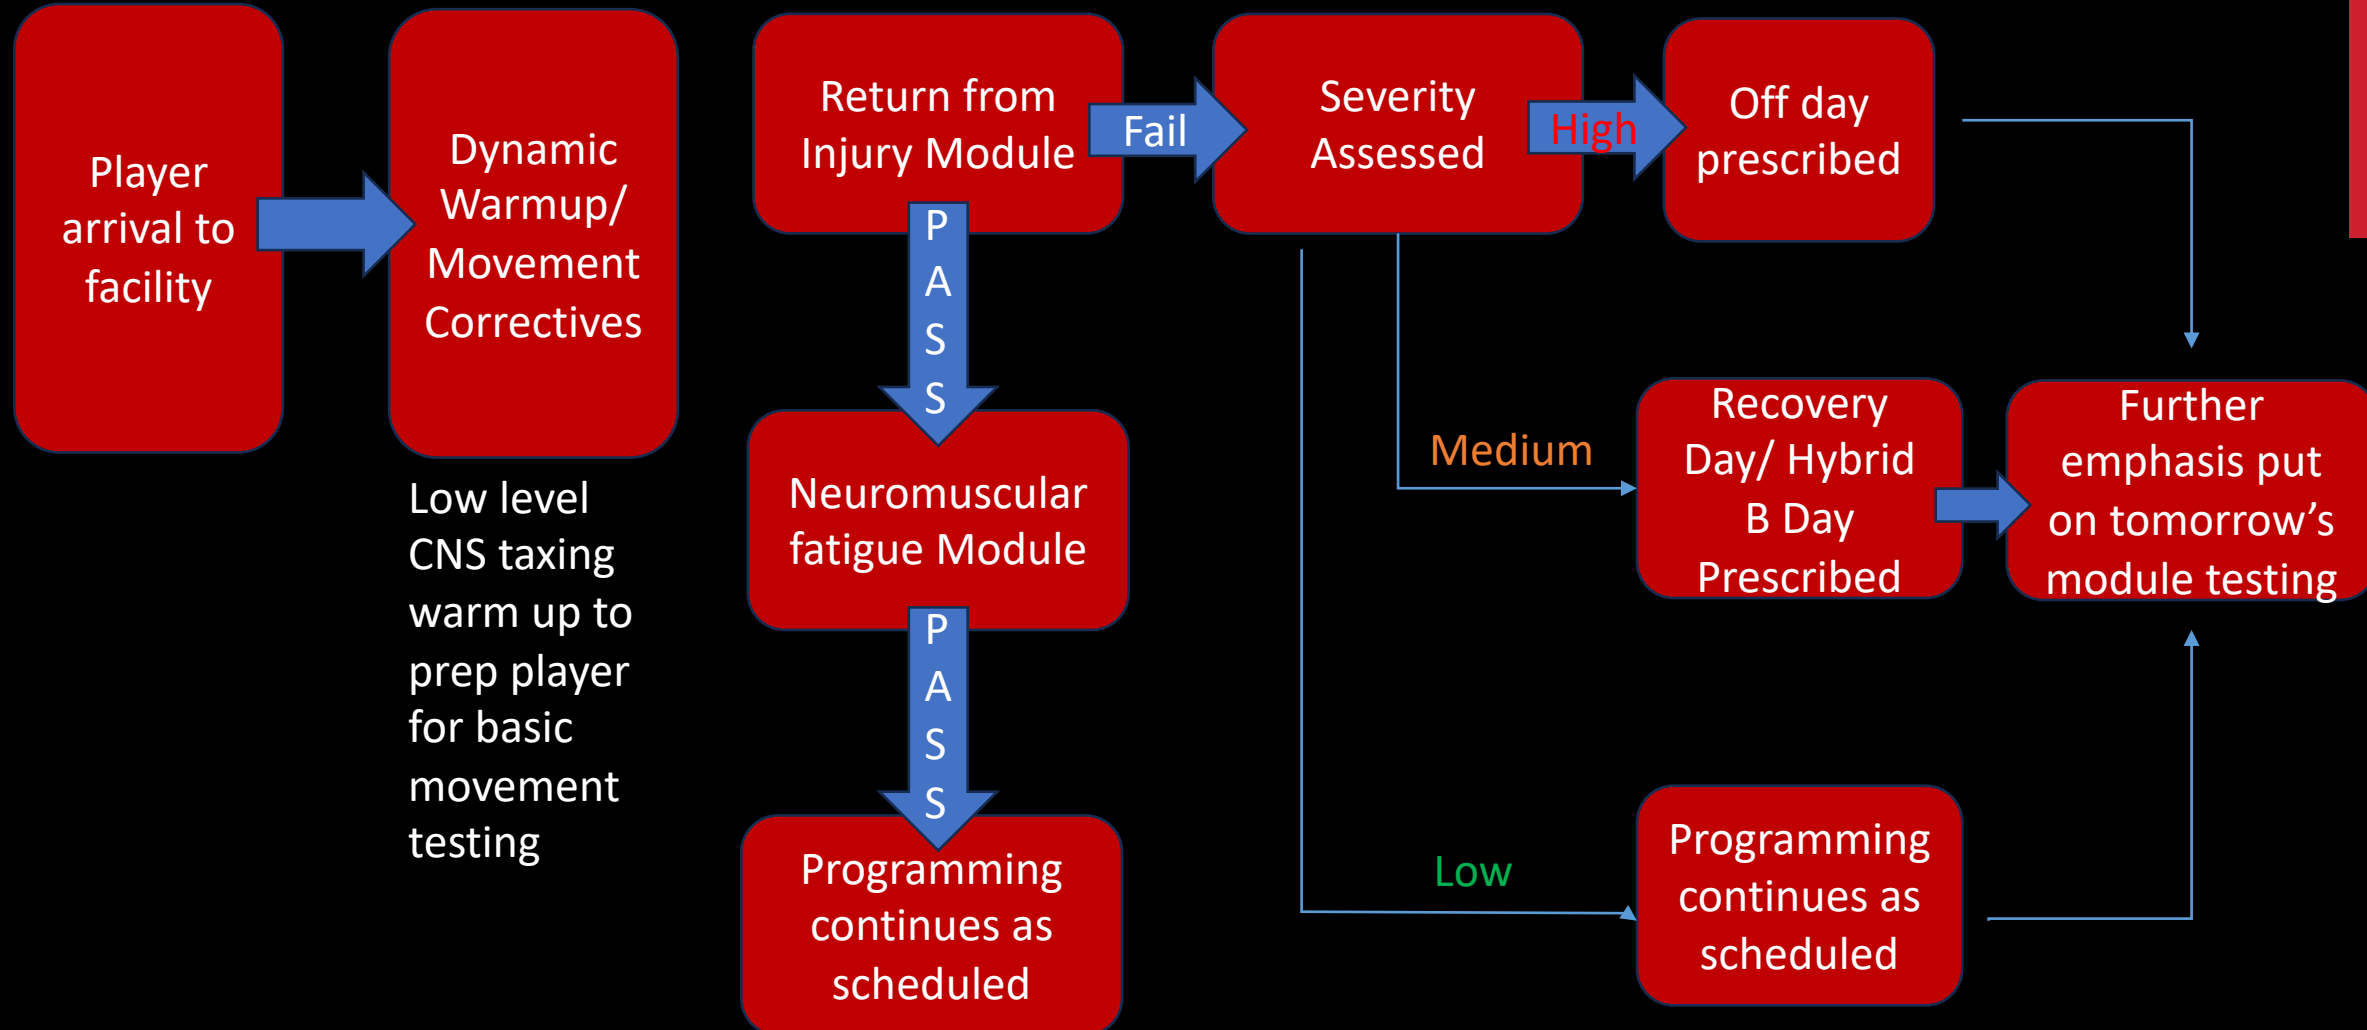 Player
arrival to
facility
Dynamic
Warmup/
Movement
Correctives
Low level
CNS taxing
warm up to
prep player
for basic
movement
testing
Return from
Injury Module
Fail
Severity
Assessed
High
Off day
prescribed
P
A
S
S
Neuromuscular
fatigue Module
P
A
S
S
Programming
continues as
scheduled
Medium
Recovery
Day/ Hybrid
B Day
Prescribed
Further
emphasis put
on tomorrow’s
module testing
Low
Programming
continues as
scheduled